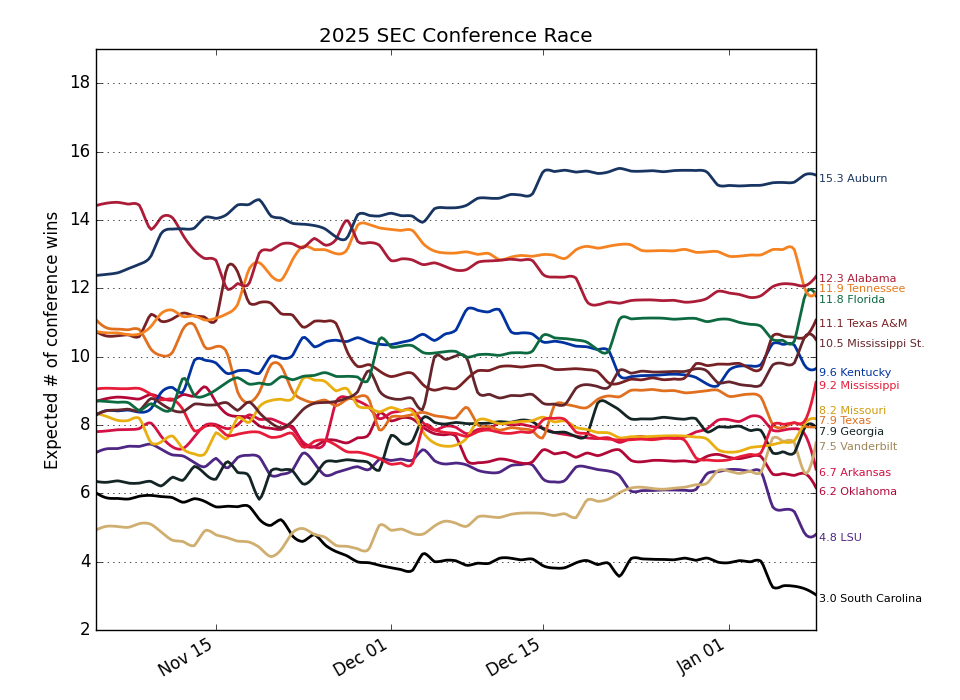 2025 SEC Conference Race
Expected # of conference wins
18
16
14
12
10
8
6
4
2
Nov 15
Dec 01
Dec 15
Jan 01
15.3 Auburn
12.3 Alabama
11.9 Tennessee
11.8 Florida
11.1 Texas A&M
10.5 Mississippi St.
9.6 Kentucky
9.2 Mississippi
8.2 Missouri
7.9 Texas
7.9 Georgia
7.5 Vanderbilt
6.7 Arkansas
6.2 Oklahoma
4.8 LSU
3.0 South Carolina